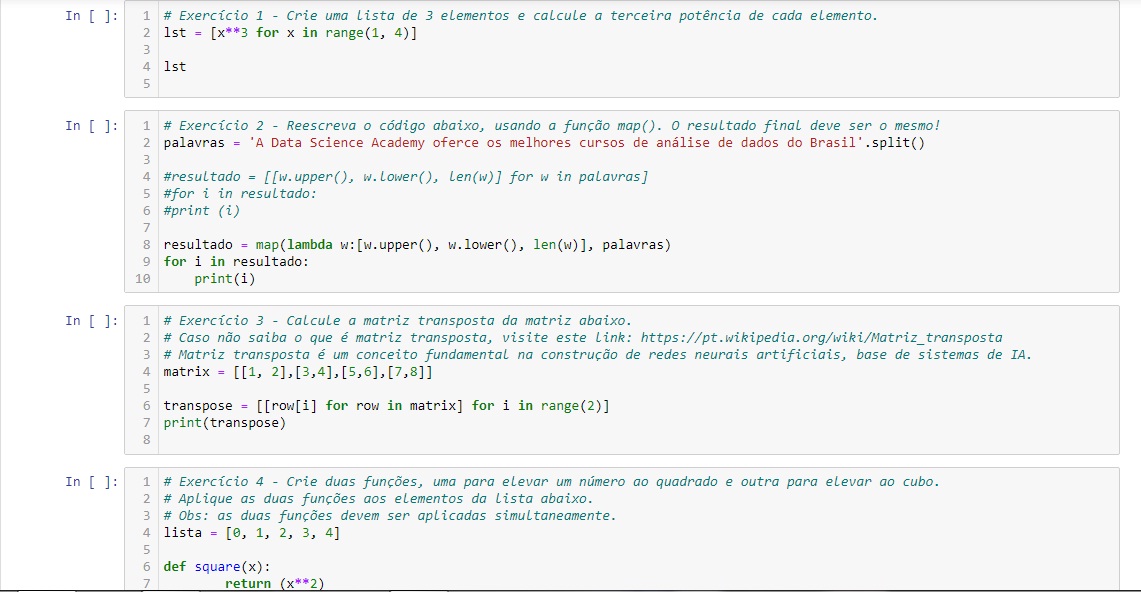 In [ ]:
1 # Exercício 1 - Crie uma lista de 3 elementos e calcule a terceira potência de cada elemento.
2 lst = [x**3 for x in range(1, 4)]
3
4 lst
5
In [ ]:
1 # Exercício 2 - Reescreva o código abaixo, usando a função map(). O resultado final deve ser o mesmo!
2 palavras = 'A Data Science Academy oferce os melhores cursos de análise de dados do Brasil'.split()
3
4 #resultado = [[w.upper(), w.lower(), len(w)] for w in palavras]
5 #for i in resultado:
6 #print (i)
7
8 resultado = map(lambda w:[w.upper(), w.lower(), len(w)], palavras)
9 for i in resultado:
10     print(i)
In [ ]:
1 # Exercício 3 - Calcule a matriz transposta da matriz abaixo.
2 # Caso não saiba o que é matriz transposta, visite este link: https://pt.wikipedia.org/wiki/Matriz_transposta
3 # Matriz transposta é um conceito fundamental na construção de redes neurais artificiais, base de sistemas de IA.
4 matrix = [[1, 2],[3,4],[5,6],[7,8]]
5
6 transpose = [[row[i] for row in matrix] for i in range(2)]
7 print(transpose)
8
In [ ]:
1 # Exercício 4 - Crie duas funções, uma para elevar um número ao quadrado e outra para elevar ao cubo.
2 # Aplique as duas funções aos elementos da lista abaixo.
3 # Obs: as duas funções devem ser aplicadas simultaneamente.
4 lista = [0, 1, 2, 3, 4]
5
6 def square(x):
7         return (x**2)